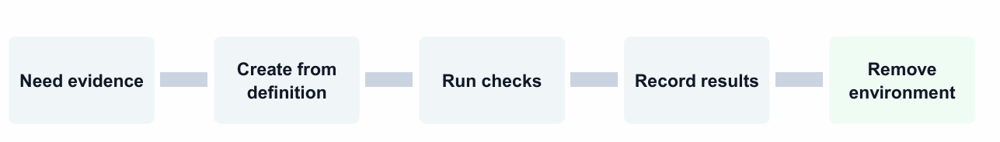 Need evidence
Create from
definition
Run checks
Record results
Remove
environment